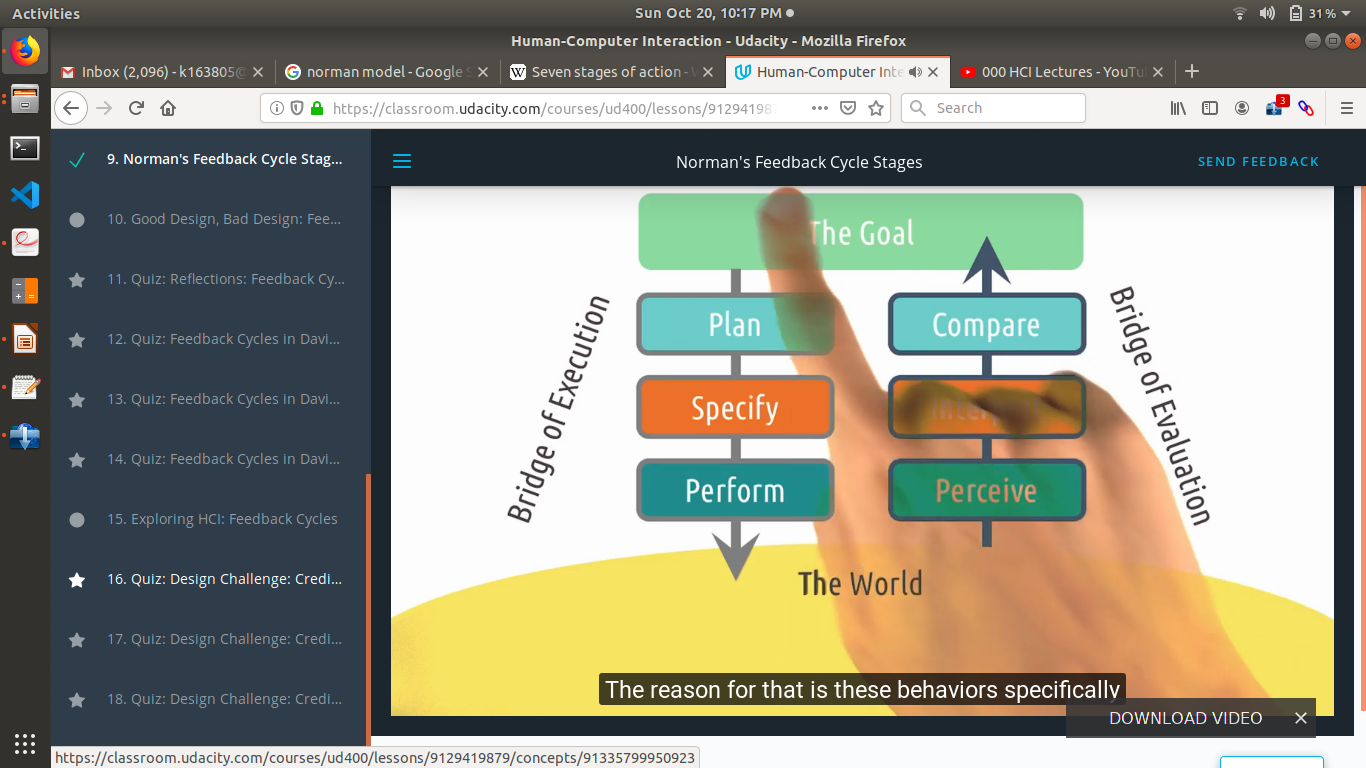 Activities
Sun Oct 20, 10:17 PM
31%
Human-Computer Interaction - Udacity - Mozilla Firefox
Inbox (2,096) - k163805@
norman model - Google S
Seven stages of action - W
Human-Computer Inte
000 HCI Lectures - YouTu
https://classroom.udacity.com/courses/ud400/lessons/912941987
Search
3
9. Norman's Feedback Cycle Stag...
10. Good Design, Bad Design: Fee...
11. Quiz: Reflections: Feedback Cy...
12. Quiz: Feedback Cycles in Davi...
13. Quiz: Feedback Cycles in Davi...
14. Quiz: Feedback Cycles in Davi...
15. Exploring HCI: Feedback Cycles
16. Quiz: Design Challenge: Credi...
17. Quiz: Design Challenge: Credi...
18. Quiz: Design Challenge: Credi...
Norman's Feedback Cycle Stages
SEND FEEDBACK
The Goal
Bridge of Execution
Plan
Specify
Perform
Compare
Perceive
Bridge of Evaluation
The World
The reason for that is these behaviors specifically
DOWNLOAD VIDEO
https://classroom.udacity.com/courses/ud400/lessons/9129419879/concepts/91335799950923